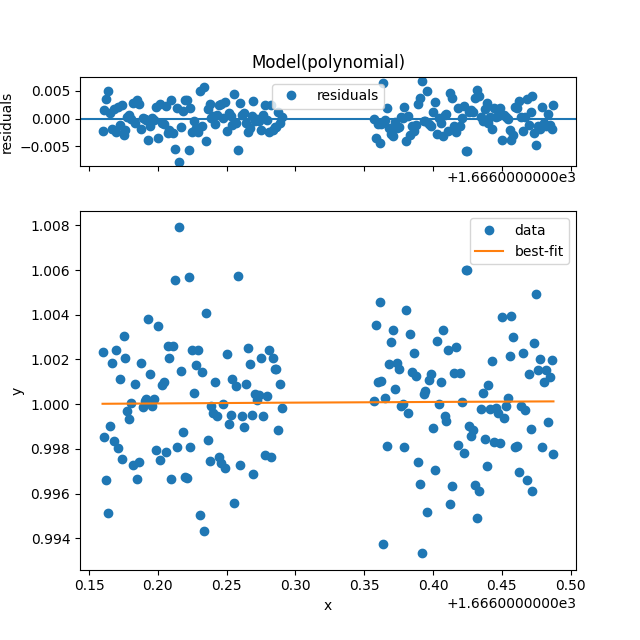 Model(polynomial)
residuals
0.005
0.000
−0.005
residuals
+1.6660000000e3
1.008
1.006
1.004
1.002
1.000
0.998
0.996
0.994
y
data
best-fit
0.15 0.20 0.25 0.30 0.35 0.40 0.45 0.50
x
+1.6660000000e3